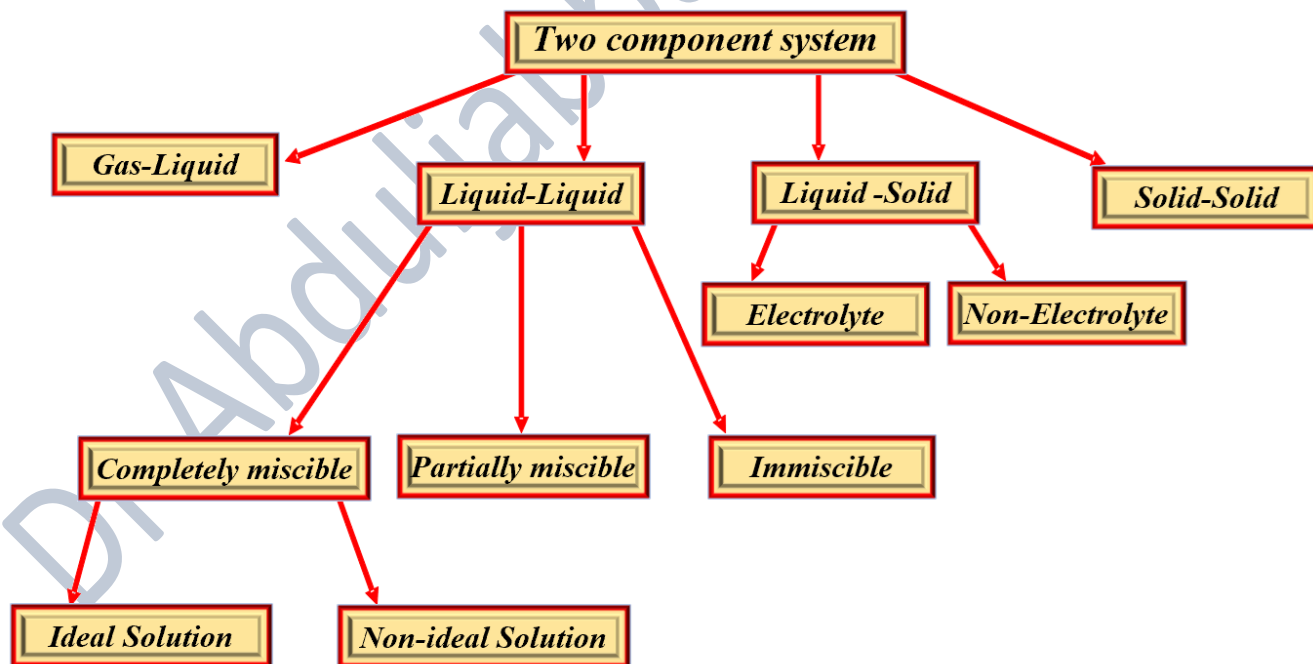 Two component system
Gas-Liquid
Liquid-Liquid
Liquid -Solid
Solid-Solid
Electrolyte
Non-Electrolyte
Completely miscible
Partially miscible
Immiscible
Ideal Solution
Non-ideal Solution